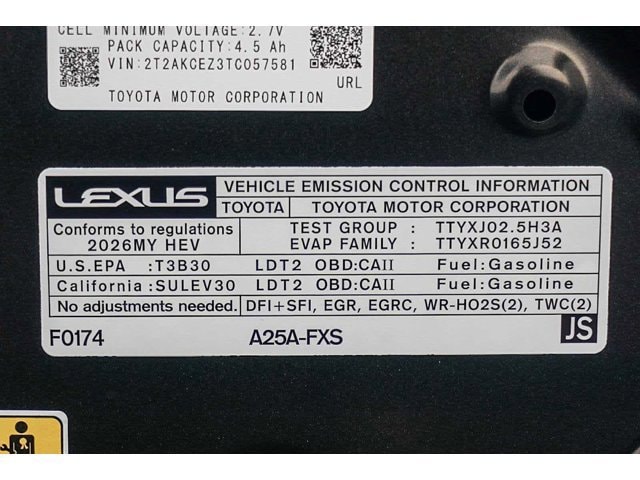 CELL MINIMUM VOLTAGE:2.7V
PACK CAPACITY:4.5 Ah
VIN:2T2AKCEZ3TC057581
URL
TOYOTA MOTOR CORPORATION
LEXUS VEHICLE EMISSION CONTROL INFORMATION
TOYOTA TOYOTA MOTOR CORPORATION
Conforms to regulations TEST GROUP : TTYXJ02.5H3A
2026MY HEV EVAP FAMILY : TTYXR0165J52
U.S.EPA :T3B30 LDT2 OBD:CAII Fuel:Gasoline
California :SULEV30 LDT2 OBD:CAII Fuel:Gasoline
No adjustments needed. DFI+SFI, EGR, EGRC, WR-HO2S(2), TWC(2)
F0174 A25A-FXS JS